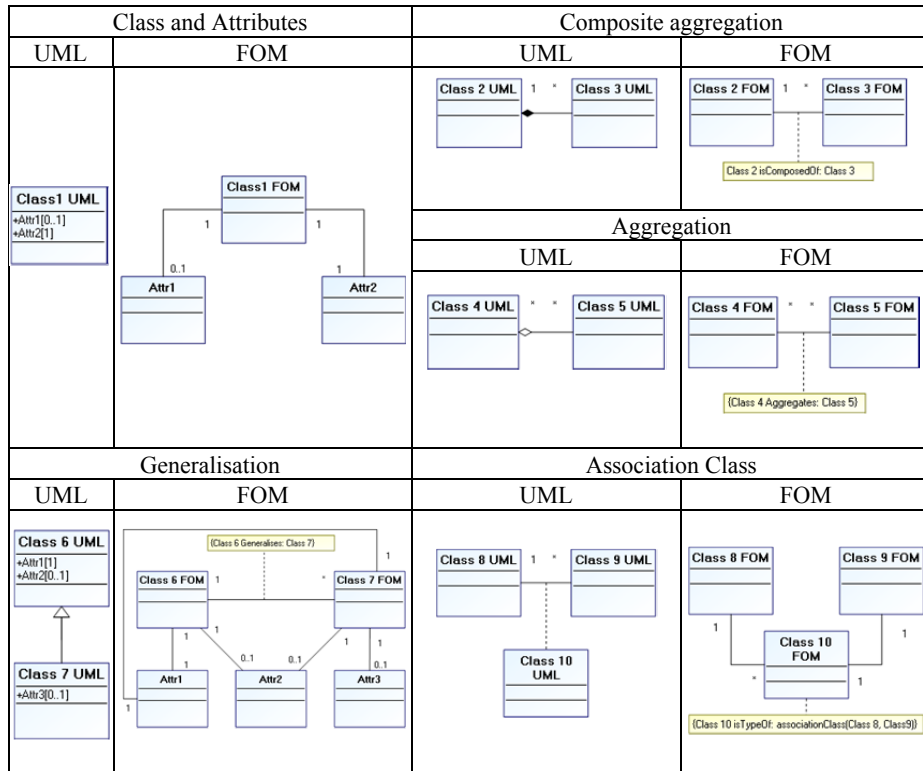 Class and Attributes
UML FOM
Class1 UML
+Attr1[0..1]
+Attr2[1]
Class1 FOM
1 1
0..1 1
Attr1 Attr2
Composite aggregation
UML FOM
Class 2 UML 1 * Class 3 UML
Class 2 FOM 1 * Class 3 FOM
Class 2 isComposedOf: Class 3
Aggregation
UML FOM
Class 4 UML * * Class 5 UML
Class 4 FOM * * Class 5 FOM
{Class 4 Aggregates: Class 5}
Generalisation
UML FOM
Class 6 UML
+Attr1[1]
+Attr2[0..1]
Class 7 UML
+Attr3[0..1]
{Class 6 Generalises: Class 7}
1
Class 6 FOM 1 * Class 7 FOM
1 1 1 1
1 0..1 0..1 0..1
Attr1 Attr2 Attr3
1
Association Class
UML FOM
Class 8 UML 1 * Class 9 UML
Class 10
UML
Class 8 FOM Class 9 FOM
1 1
Class 10
FOM
* 1
{Class 10 isTypeOf: associationClass(Class 8, Class9)}